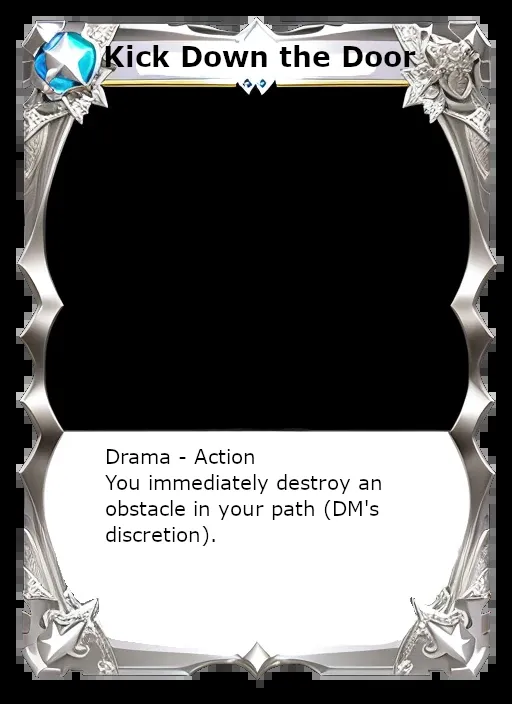 Kick Down the Door
Drama - Action
You immediately destroy an
obstacle in your path (DM's
discretion).